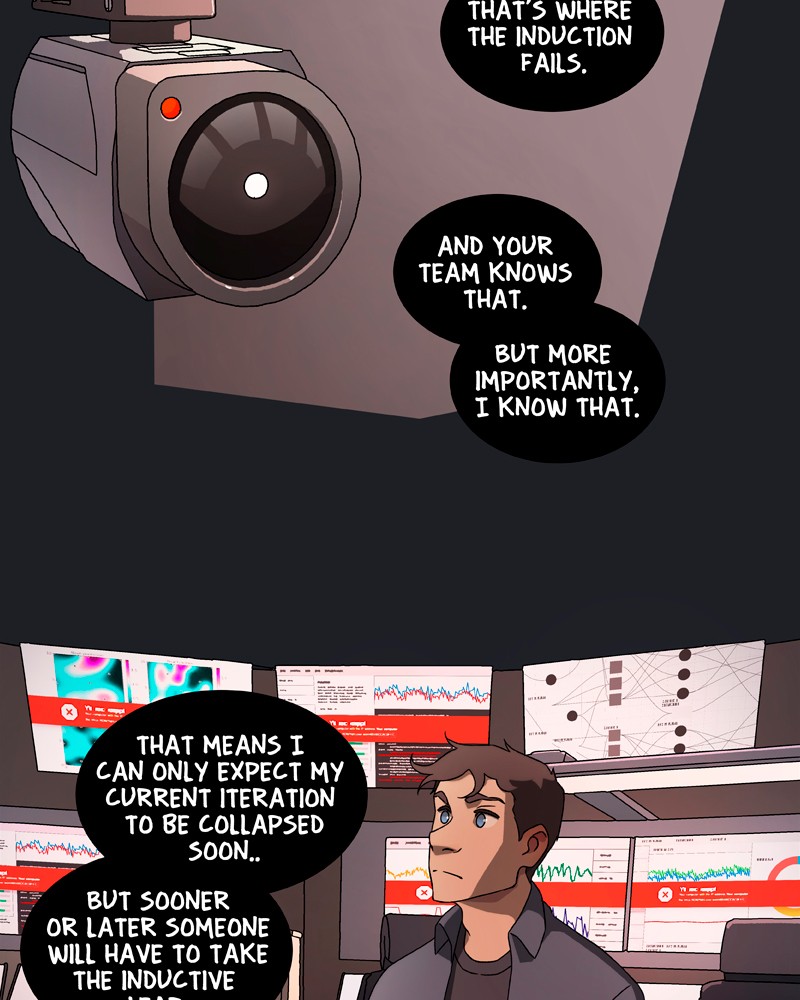 THAT'S WHERE
THE INDUCTION
FAILS.
AND YOUR
TEAM KNOWS
THAT.
BUT MORE
IMPORTANTLY,
I KNOW THAT.
THAT MEANS I
CAN ONLY EXPECT MY
CURRENT ITERATION
TO BE COLLAPSED
SOON..
BUT SOONER
OR LATER SOMEONE
WILL HAVE TO TAKE
THE INDUCTIVE